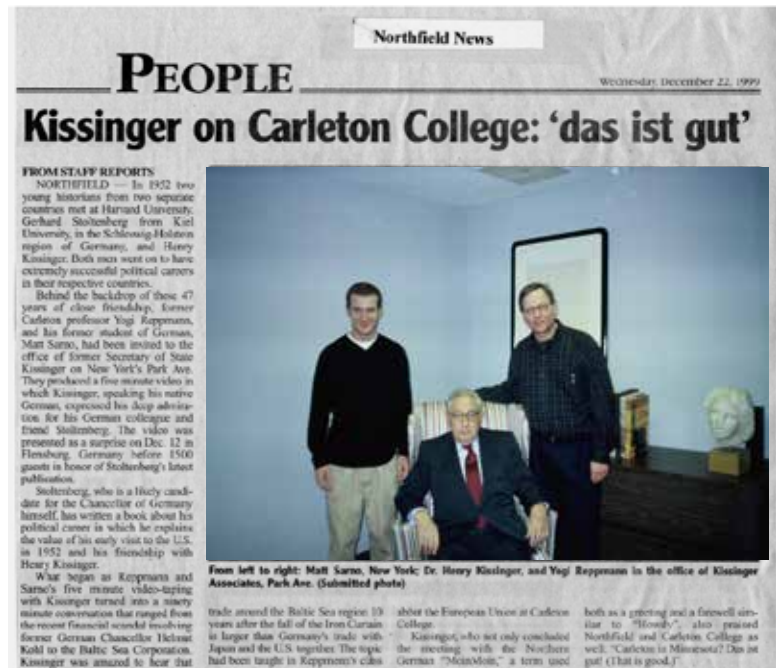 Northfield News
PEOPLE
Wednesday, December 22, 1999
Kissinger on Carleton College: 'das ist gut'
FROM STAFF REPORTS
NORTHFIELD — In 1952 two
young historians from two separate
countries met at Harvard University.
Gerhard Stoltenberg from Kiel
University, in the Schleswig-Holstein
region of Germany, and Henry
Kissinger. Both men went on to have
extremely successful political careers
in their respective countries.
Behind the backdrop of these 47
years of close friendship, former
Carleton professor Yogi Reppmann,
and his former student of German,
Matt Sarno, had been invited to the
office of former Secretary of State
Kissinger on New York's Park Ave.
They produced a five minute video in
which Kissinger, speaking his native
German, expressed his deep admira-
tion for his German colleague and
friend Stoltenberg. The video was
presented as a surprise on Dec. 12 in
Flensburg, Germany before 1500
guests in honor of Stoltenberg's latest
publication.
Stoltenberg, who is a likely candi-
date for the Chancellor of Germany
himself, has written a book about his
political career in which he explains
the value of his early visit to the U.S.
in 1952 and his friendship with
Henry Kissinger.
What began as Reppmann and
Sarno's five minute video-taping
with Kissinger turned into a ninety
minute conversation that ranged from
the recent financial scandal involving
former German Chancellor Helmut
Kohl to the Baltic Sea Corporation.
Kissinger was amazed to hear that
From left to right: Matt Sarno, New York; Dr. Henry Kissinger, and Yogi Reppmann in the office of Kissinger
Associates, Park Ave. (Submitted photo)
trade around the Baltic Sea region 10
years after the fall of the Iron Curtain
is larger than Germany's trade with
Japan and the U.S. together. The topic
had been taught in Reppmann's class
about the European Union at Carleton
College.
Kissinger, who not only concluded
the meeting with the Northern
German "MoinMoin," a term used
both as a greeting and a farewell sim-
ilar to "Howdy", also praised
Northfield and Carleton College as
well. "Carleton in Minnesota? Das ist
gut! (That is good.)"